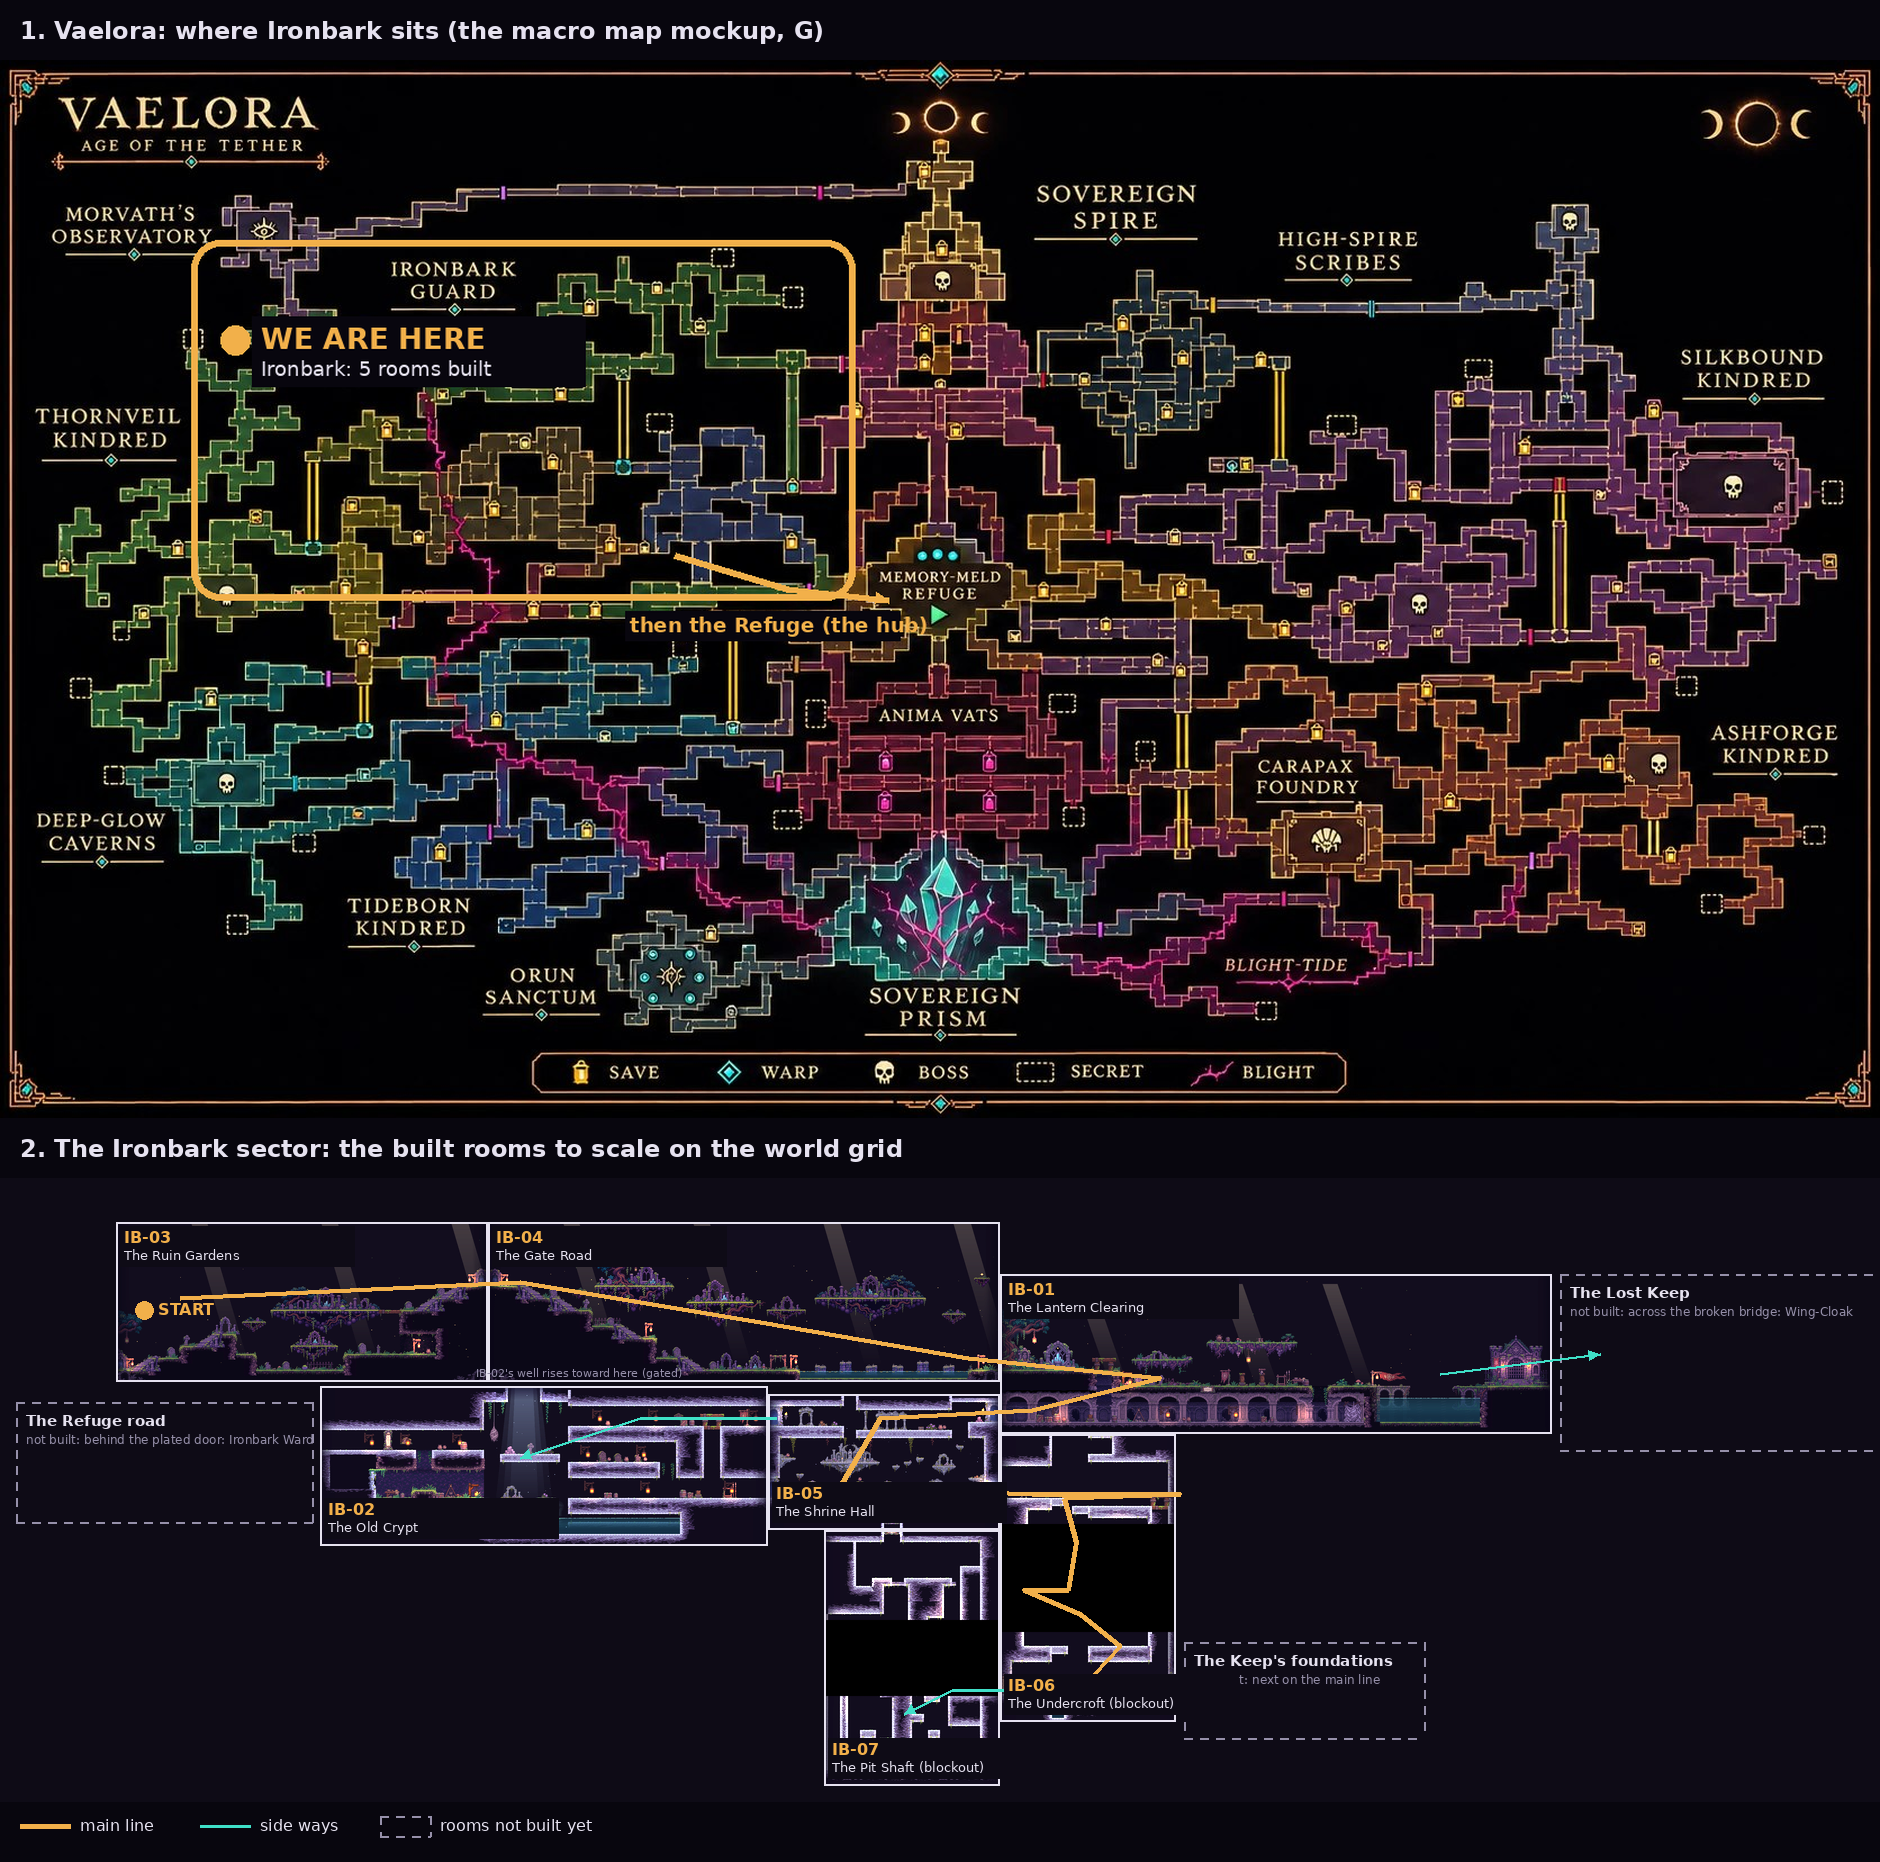 1. Vaelora: where Ironbark sits (the macro map mockup, G)
VAELORA
AGE OF THE TETHER
MORVATH'S
OBSERVATORY
IRONBARK
GUARD
SOVEREIGN
SPIRE
HIGH-SPIRE
SCRIBES
WE ARE HERE
Ironbark: 5 rooms built
SILKBOUND
KINDRED
THORNVEIL
KINDRED
MEMORY-MELD
REFUGE
then the Refuge (the hub)
ANIMA VATS
CARAPAX
FOUNDRY
ASHFORGE
KINDRED
DEEP-GLOW
CAVERNS
TIDEBORN
KINDRED
ORUN
SANCTUM
BLIGHT-TIDE
SOVEREIGN
PRISM
SAVE
WARP
BOSS
SECRET
BLIGHT
2. The Ironbark sector: the built rooms to scale on the world grid
IB-03
The Ruin Gardens
START
IB-04
The Gate Road
IB-02's well rises toward here (gated)
IB-01
The Lantern Clearing
The Lost Keep
not built: across the broken bridge: Wing-Cloak
The Refuge road
not built: behind the plated door: Ironbark Ward
IB-02
The Old Crypt
IB-05
The Shrine Hall
IB-06
The Undercroft (blockout)
The Keep's foundations
t: next on the main line
IB-07
The Pit Shaft (blockout)
main line
side ways
rooms not built yet